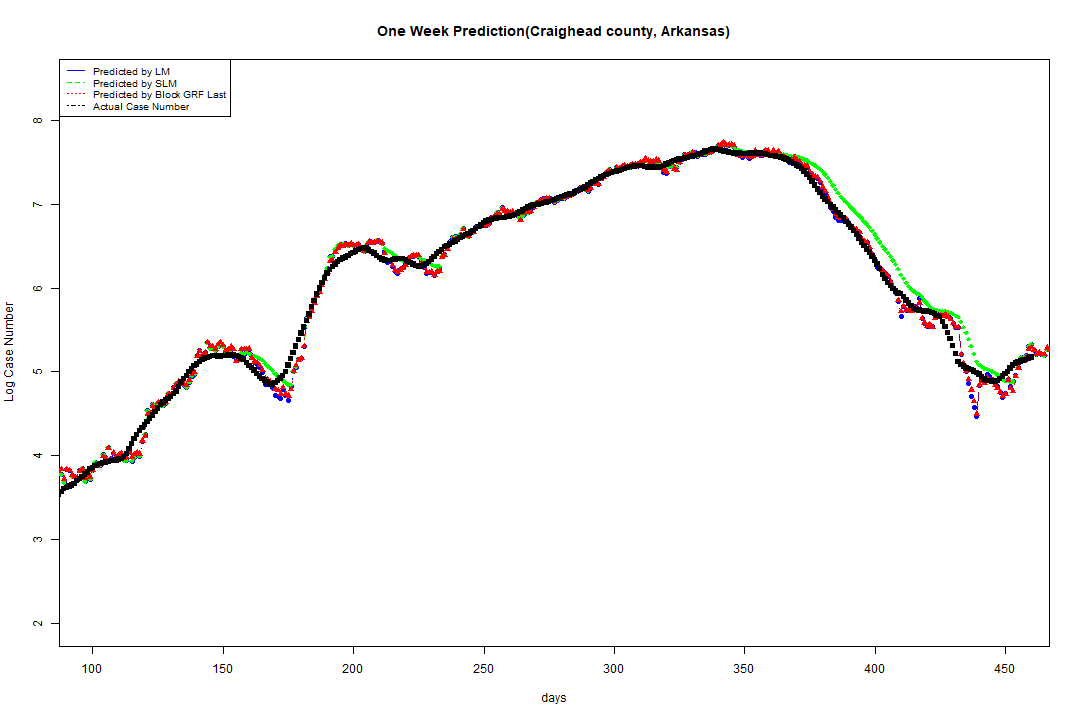 One Week Prediction(Craighead county, Arkansas)
Predicted by LM
Predicted by SLM
Predicted by Block GRF Last
Actual Case Number
8
7
6
5
4
3
2
Log Case Number
100 150 200 250 300 350 400 450
days